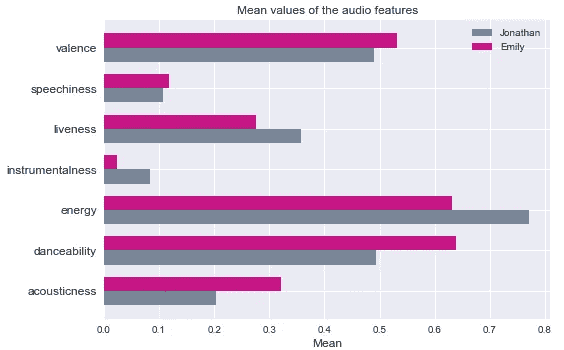 Mean values of the audio features
Jonathan
Emily
valence
speechiness
liveness
instrumentalness
energy
danceability
acousticness
0.0 0.1 0.2 0.3 0.4 0.5 0.6 0.7 0.8
Mean